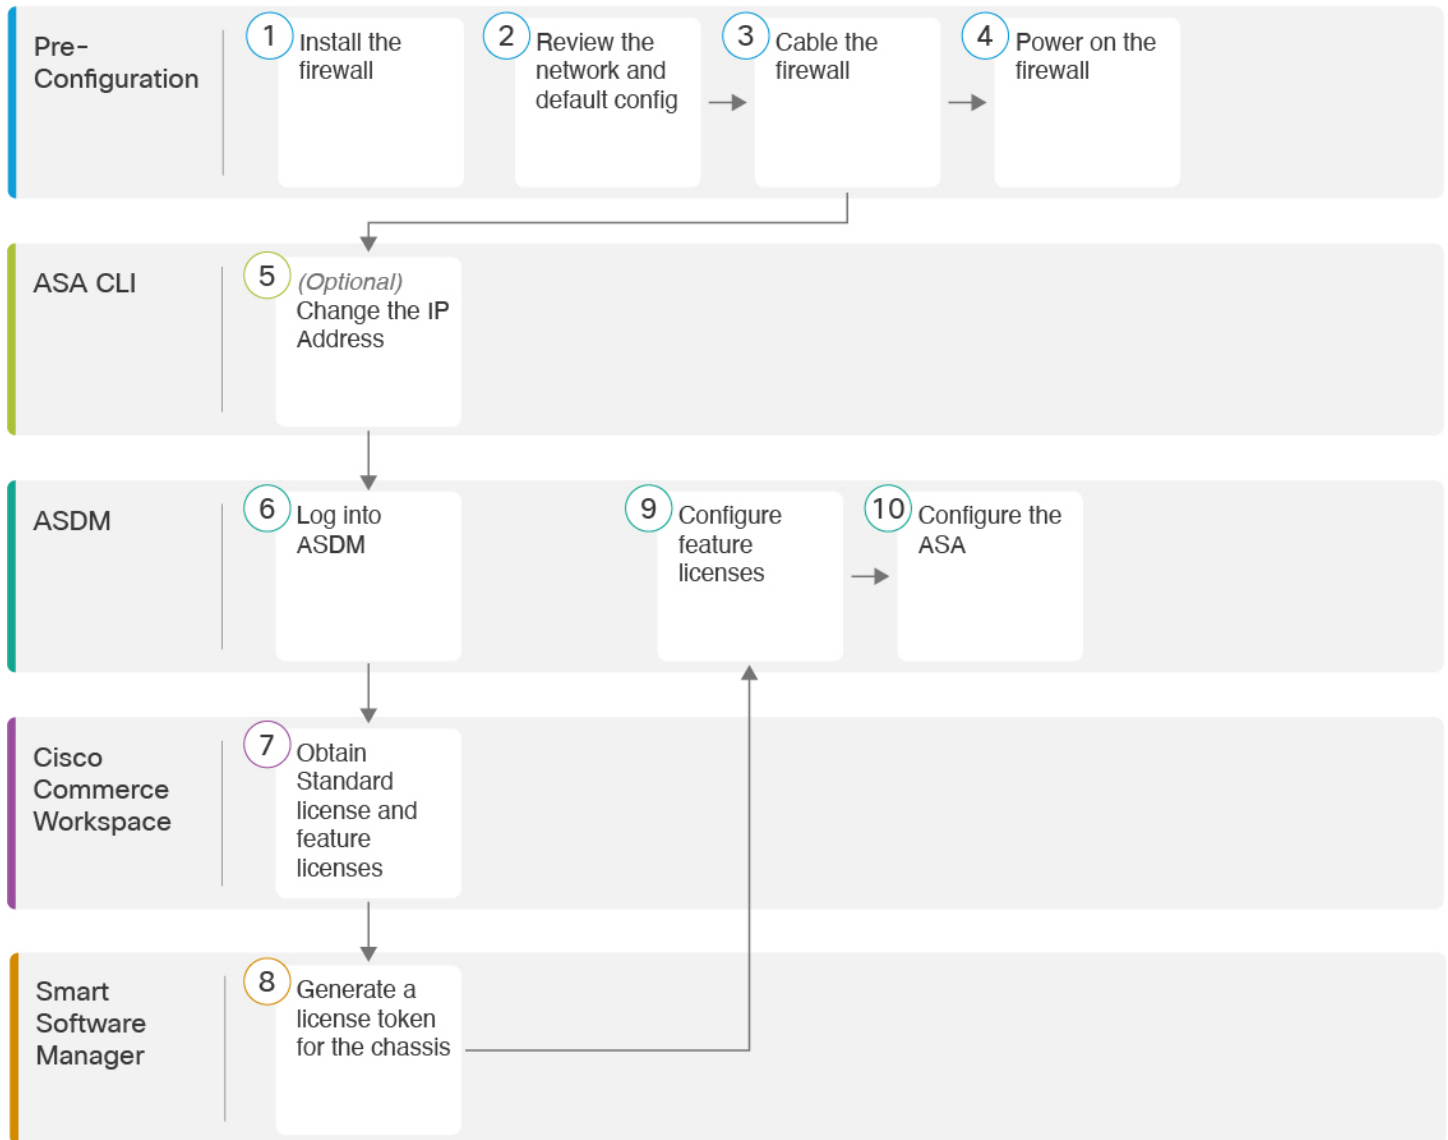 Pre-
Configuration
1
Install the
firewall
2
Review the
network and
default config
3
Cable the
firewall
4
Power on the
firewall
ASA CLI
5
(Optional)
Change the IP
Address
ASDM
6
Log into
ASDM
9
Configure
feature
licenses
10
Configure the
ASA
Cisco
Commerce
Workspace
7
Obtain
Standard
license and
feature
licenses
Smart
Software
Manager
8
Generate a
license token
for the chassis